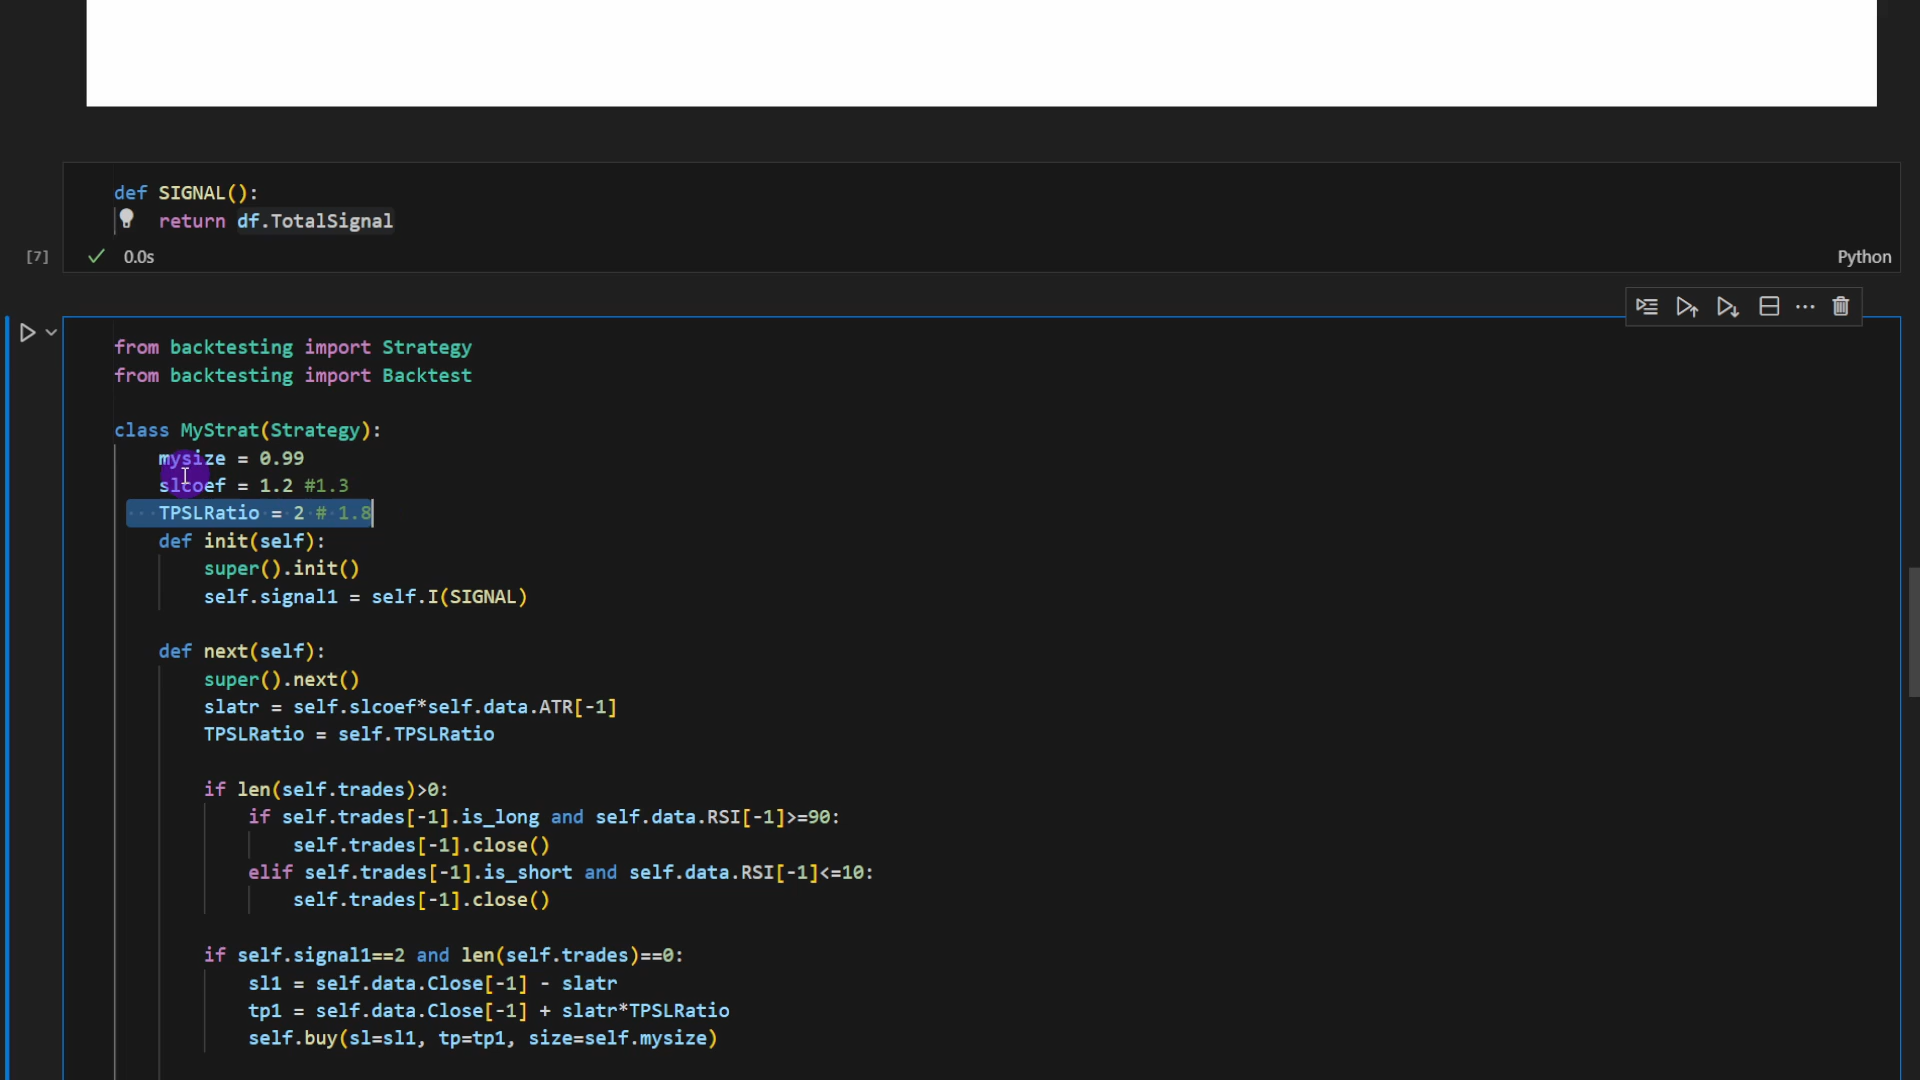 def SIGNAL():
    return df.TotalSignal
[7]
0.0s
Python
from backtesting import Strategy
from backtesting import Backtest
class MyStrat(Strategy):
    mysize = 0.99
    slcoef = 1.2 #1.3
    TPSLRatio = 2 # 1.8
    def init(self):
        super().init()
        self.signal1 = self.I(SIGNAL)
    def next(self):
        super().next()
        slatr = self.slcoef*self.data.ATR[-1]
        TPSLRatio = self.TPSLRatio
        if len(self.trades)>0:
            if self.trades[-1].is_long and self.data.RSI[-1]>=90:
                self.trades[-1].close()
            elif self.trades[-1].is_short and self.data.RSI[-1]<=10:
                self.trades[-1].close()
        if self.signal1==2 and len(self.trades)==0:
            sl1 = self.data.Close[-1] - slatr
            tp1 = self.data.Close[-1] + slatr*TPSLRatio
            self.buy(sl=sl1, tp=tp1, size=self.mysize)